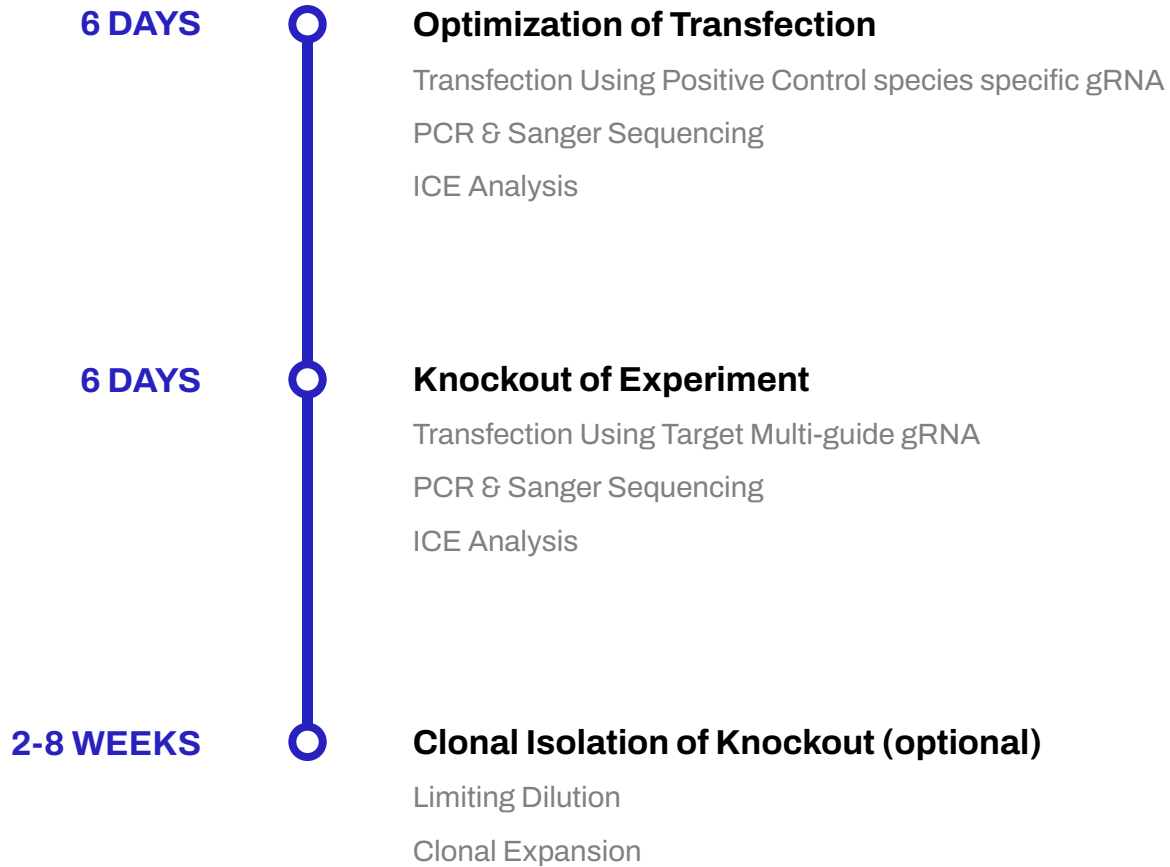 6 DAYS
Optimization of Transfection
Transfection Using Positive Control species specific gRNA
PCR & Sanger Sequencing
ICE Analysis
6 DAYS
Knockout of Experiment
Transfection Using Target Multi-guide gRNA
PCR & Sanger Sequencing
ICE Analysis
2-8 WEEKS
Clonal Isolation of Knockout (optional)
Limiting Dilution
Clonal Expansion